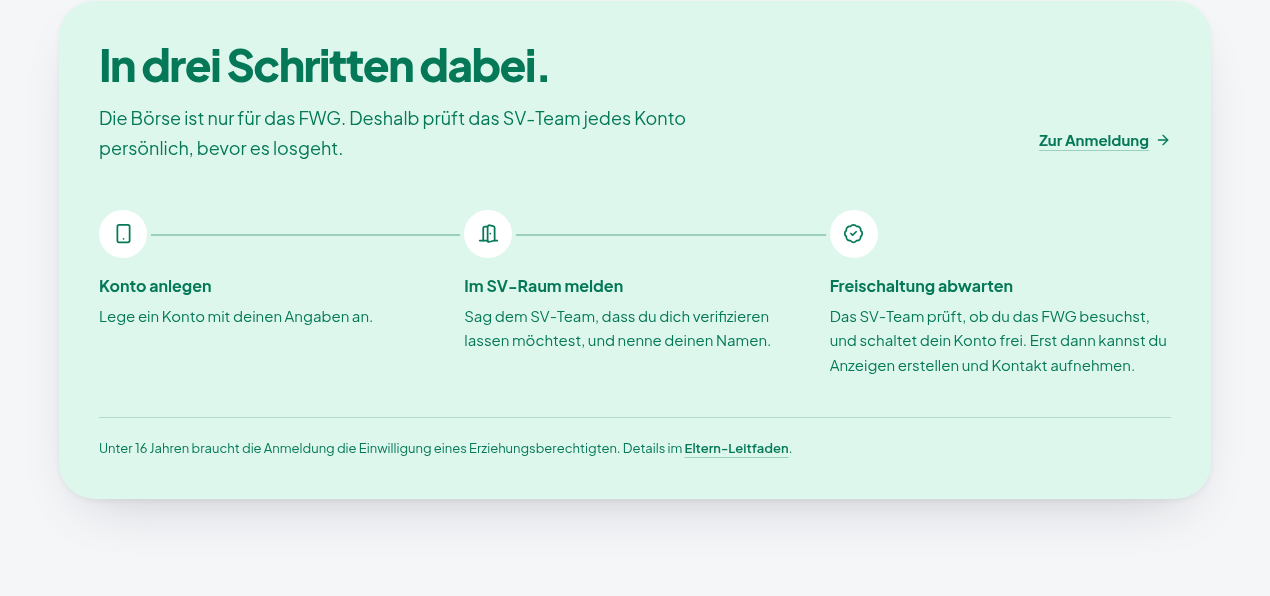 In drei Schritten dabei.
Die Börse ist nur für das FWG. Deshalb prüft das SV-Team jedes Konto
persönlich, bevor es losgeht.
Zur Anmeldung →
Konto anlegen
Lege ein Konto mit deinen Angaben an.
Im SV-Raum melden
Sag dem SV-Team, dass du dich verifizieren
lassen möchtest, und nenne deinen Namen.
Freischaltung abwarten
Das SV-Team prüft, ob du das FWG besuchst,
und schaltet dein Konto frei. Erst dann kannst du
Anzeigen erstellen und Kontakt aufnehmen.
Unter 16 Jahren braucht die Anmeldung die Einwilligung eines Erziehungsberechtigten. Details im Eltern-Leitfaden.